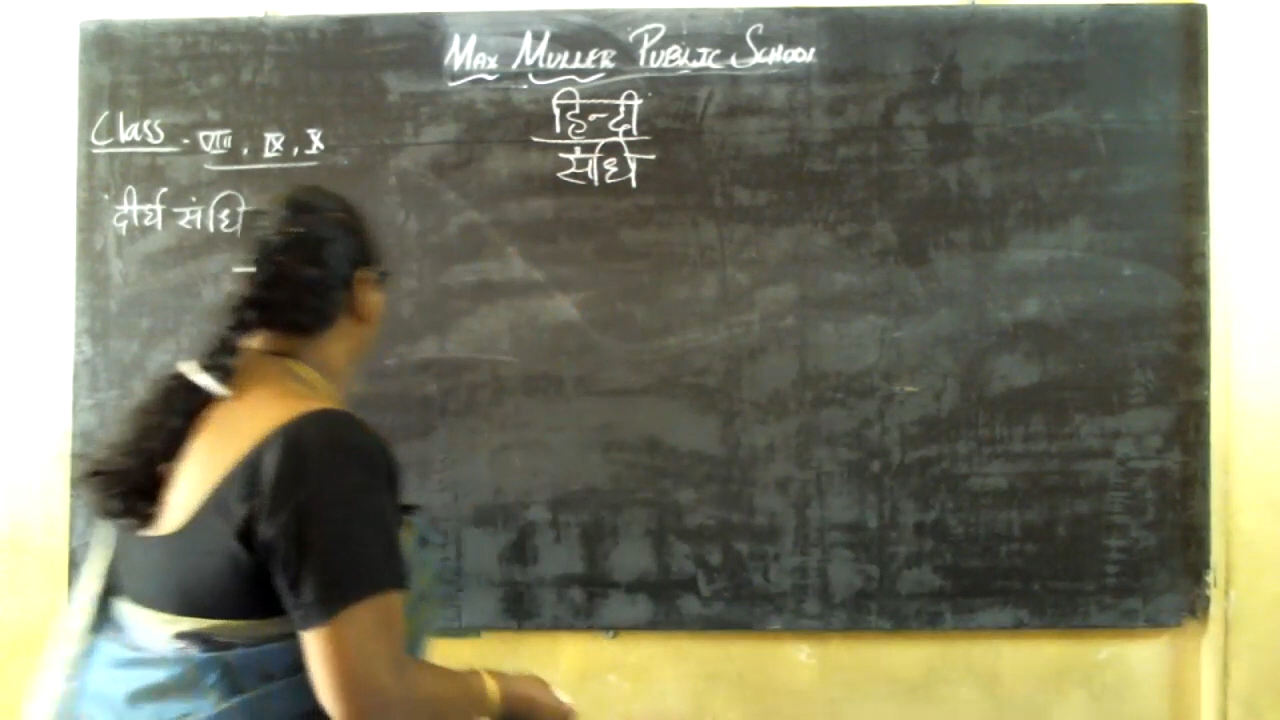 MAX MULLER PUBLIC SCHOOL
हिन्दी
संधि
Class - VIII, IX, X
दीर्घ संधि